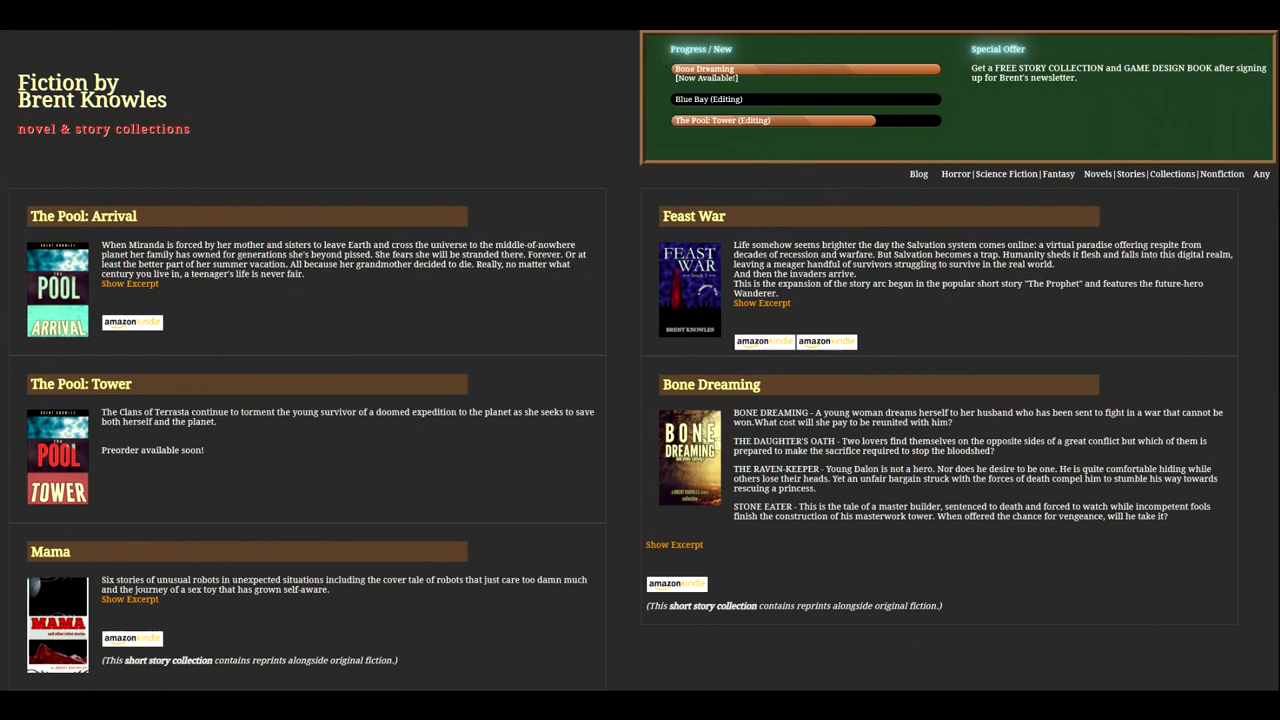 Fiction by
Brent Knowles
novel & story collections
Progress / New
Bone Dreaming
[Now Available!]
Blue Bay (Editing)
The Pool: Tower (Editing)
Special Offer
Get a FREE STORY COLLECTION and GAME DESIGN BOOK after signing
up for Brent's newsletter.
Blog Horror|Science Fiction|Fantasy Novels|Stories|Collections|Nonfiction Any
The Pool: Arrival
BRENT KNOWLES
THE
POOL
ARRIVAL
When Miranda is forced by her mother and sisters to leave Earth and cross the universe to the middle-of-nowhere
planet her family has owned for generations she's beyond pissed. She fears she will be stranded there. Forever. Or at
least the better part of her summer vacation. All because her grandmother decided to die. Really, no matter what
century you live in, a teenager's life is never fair.
Show Excerpt
amazonkindle
The Pool: Tower
BRENT KNOWLES
THE
POOL
TOWER
The Clans of Terrasta continue to torment the young survivor of a doomed expedition to the planet as she seeks to save
both herself and the planet.
Preorder available soon!
Mama
MAMA
and other robot stories
BRENT KNOWLES
Six stories of unusual robots in unexpected situations including the cover tale of robots that just care too damn much
and the journey of a sex toy that has grown self-aware.
Show Excerpt
amazonkindle
(This short story collection contains reprints alongside original fiction.)
Feast War
FEAST
WAR
book 1
BRENT KNOWLES
Life somehow seems brighter the day the Salvation system comes online: a virtual paradise offering respite from
decades of recession and warfare. But Salvation becomes a trap. Humanity sheds it flesh and falls into this digital realm,
leaving a meager handful of survivors struggling to survive in the real world.
And then the invaders arrive.
This is the expansion of the story arc began in the popular short story "The Prophet" and features the future-hero
Wanderer.
Show Excerpt
amazonkindle amazonkindle
Bone Dreaming
BONE
DREAMING
a BRENT KNOWLES story
collection
BONE DREAMING - A young woman dreams herself to her husband who has been sent to fight in a war that cannot be
won.What cost will she pay to be reunited with him?
THE DAUGHTER'S OATH - Two lovers find themselves on the opposite sides of a great conflict but which of them is
prepared to make the sacrifice required to stop the bloodshed?
THE RAVEN-KEEPER - Young Dalon is not a hero. Nor does he desire to be one. He is quite comfortable hiding while
others lose their heads. Yet an unfair bargain struck with the forces of death compel him to stumble his way towards
rescuing a princess.
STONE EATER - This is the tale of a master builder, sentenced to death and forced to watch while incompetent fools
finish the construction of his masterwork tower. When offered the chance for vengeance, will he take it?
Show Excerpt
amazonkindle
(This short story collection contains reprints alongside original fiction.)